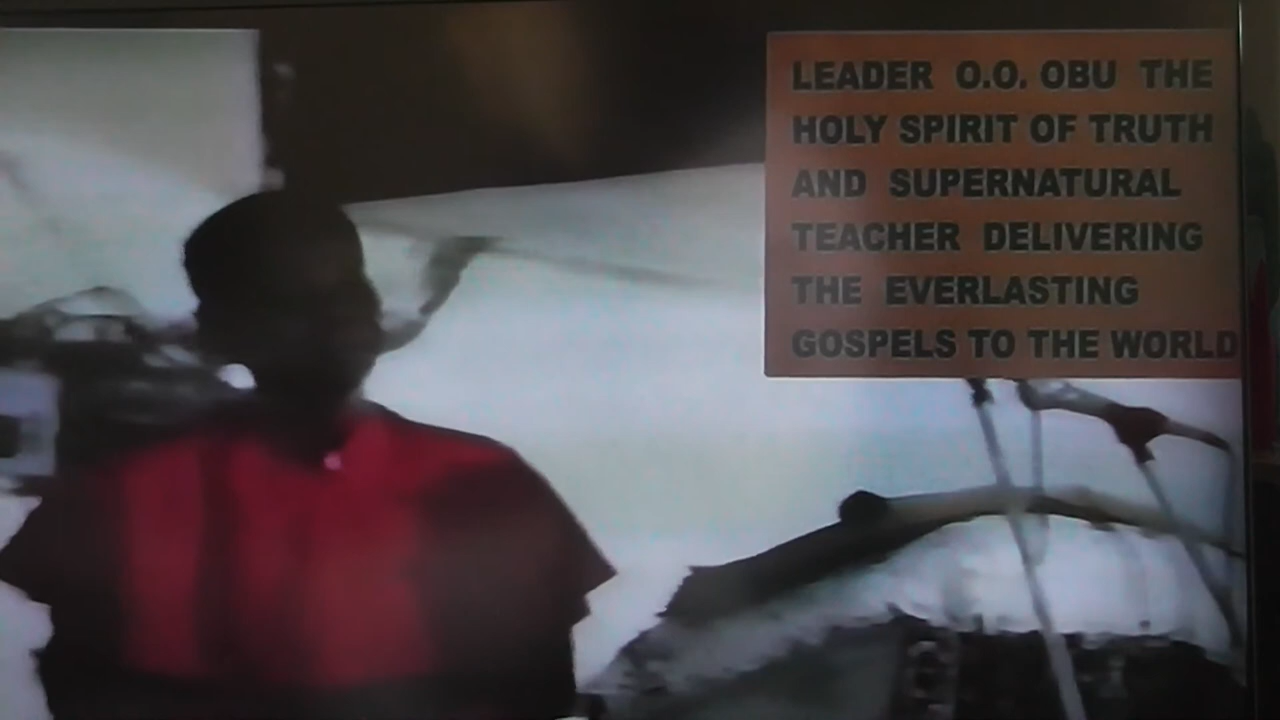 LEADER O.O. OBU THE
HOLY SPIRIT OF TRUTH
AND SUPERNATURAL
TEACHER DELIVERING
THE EVERLASTING
GOSPELS TO THE WORLD